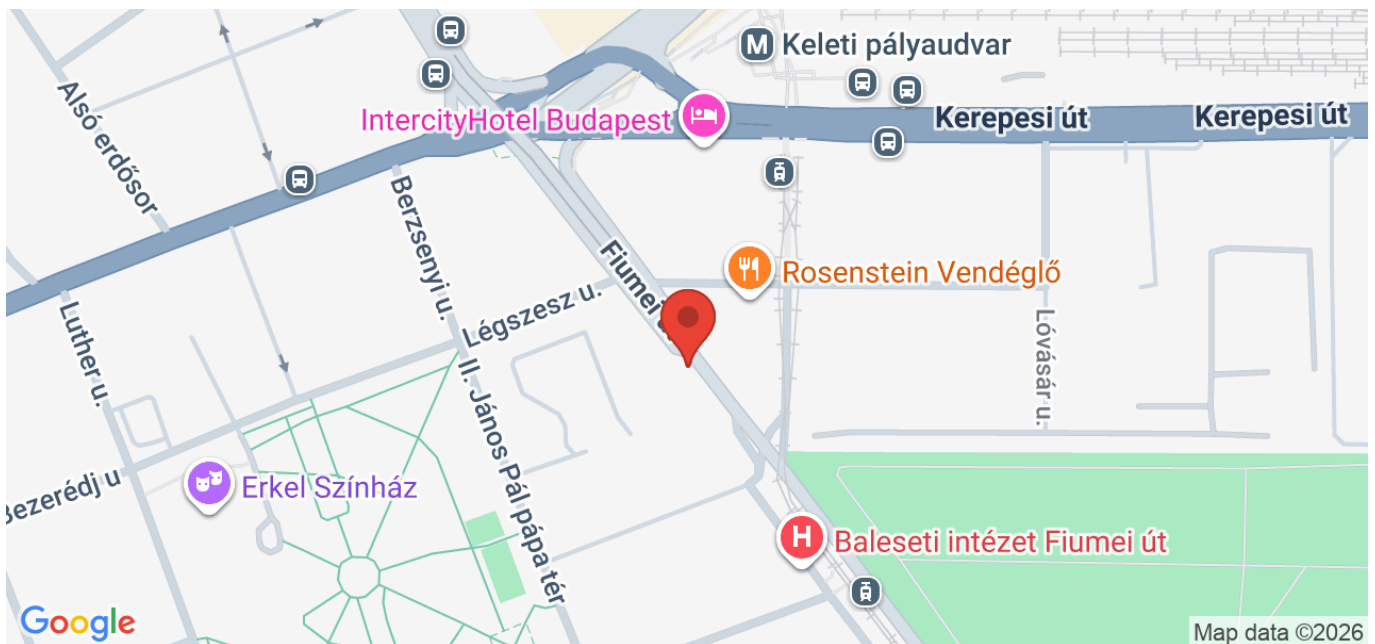 M Keleti pályaudvar
IntercityHotel Budapest
Kerepesi út
Kerepesi út
Alsó erdősor
Berzsenyi u.
Fiumei
Rosenstein Vendéglő
Légszesz u.
Luther u.
Lóvásár u.
II. János Pál pápa tér
Bezerédj u
Erkel Színház
H Baleseti intézet Fiumei út
Google
Map data ©2026